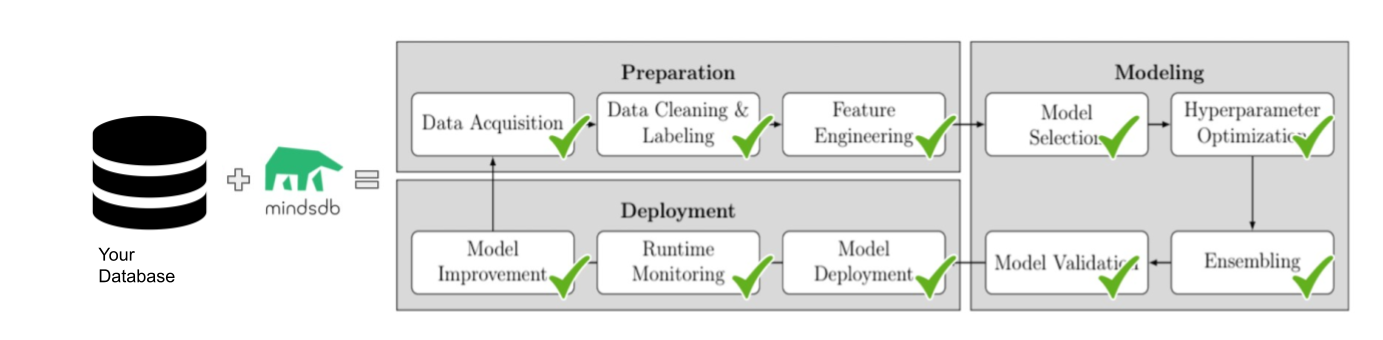 Your
Database
mindsdb
Preparation
Data Acquisition
Data Cleaning &
Labeling
Feature
Engineering
Modeling
Model
Selection
Hyperparameter
Optimization
Ensembling
Model Validation
Deployment
Model
Deployment
Runtime
Monitoring
Model
Improvement